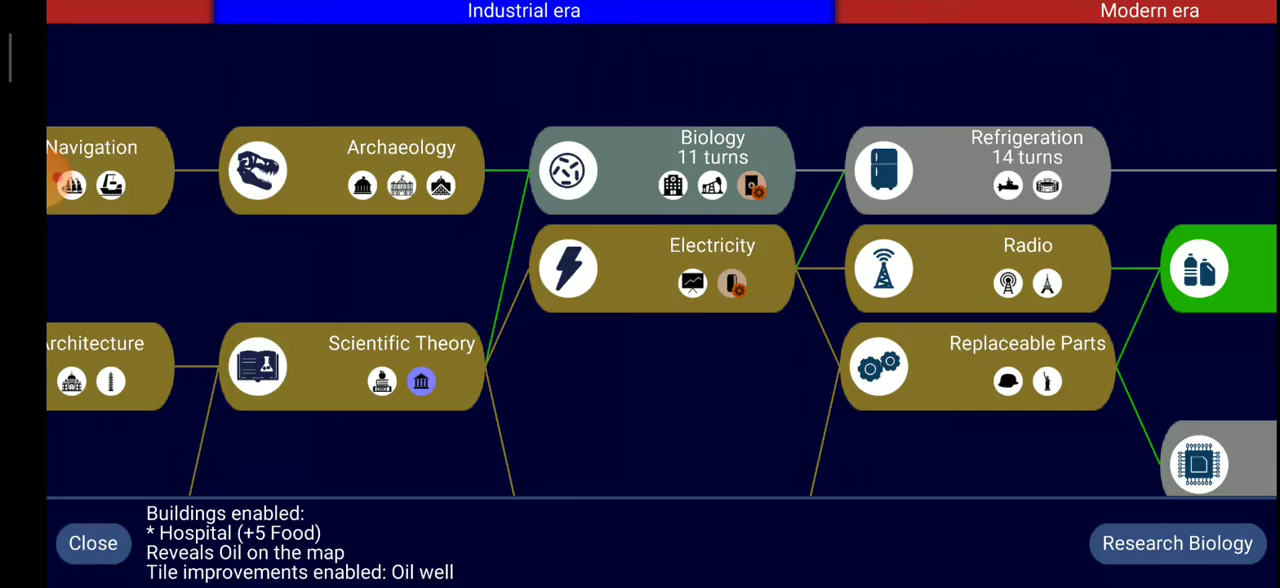 Industrial era
Modern era
Navigation
Archaeology
Biology
11 turns
Refrigeration
14 turns
Electricity
Radio
rchitecture
Scientific Theory
Replaceable Parts
Buildings enabled:
* Hospital (+5 Food)
Reveals Oil on the map
Tile improvements enabled: Oil well
Close
Research Biology